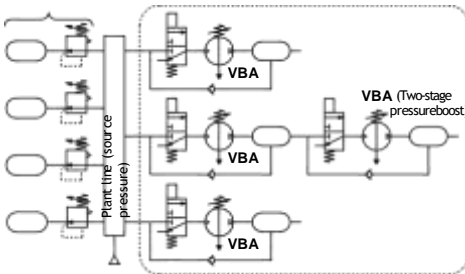 Plant line (source
pressure)
VBA
VBA
VBA
VBA (Two-stage
pressureboost